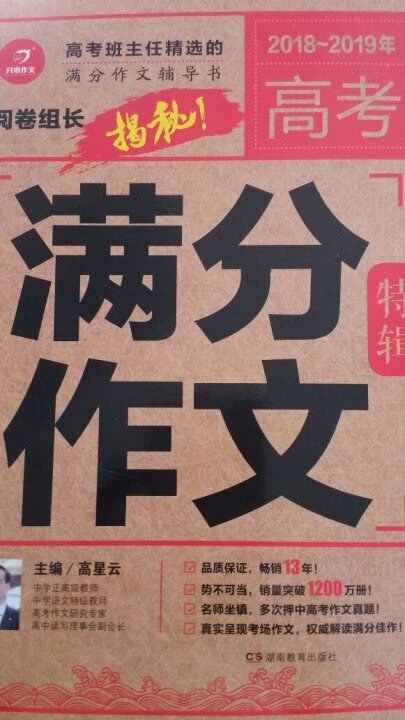 开心作文
高考班主任精选的
满分作文辅导书
2018~2019年
高考
阅卷组长
揭秘!
满分
作文
特辑
主编/高星云
中学正高级教师
中学语文特级教师
高考作文研究专家
高中读写理事会副会长
品质保证,畅销13年!
势不可当,销量突破1200万册!
名师坐镇,多次押中高考作文真题!
真实呈现考场作文,权威解读满分佳作!
CS 湖南教育出版社